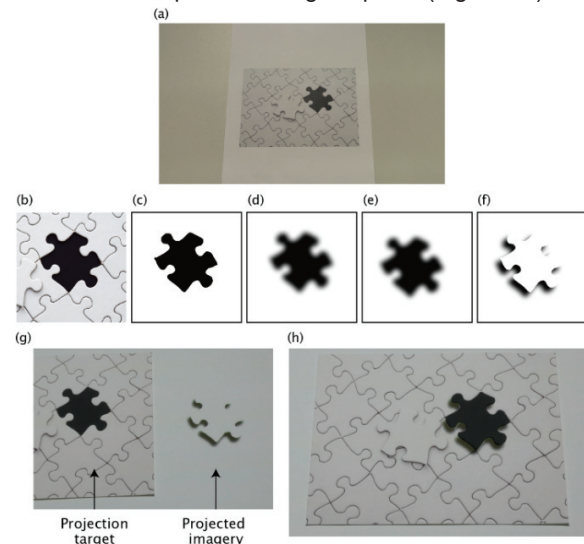 (a)
(b) (c) (d) (e) (f)
(g) (h)
Projection Projected
target imagery